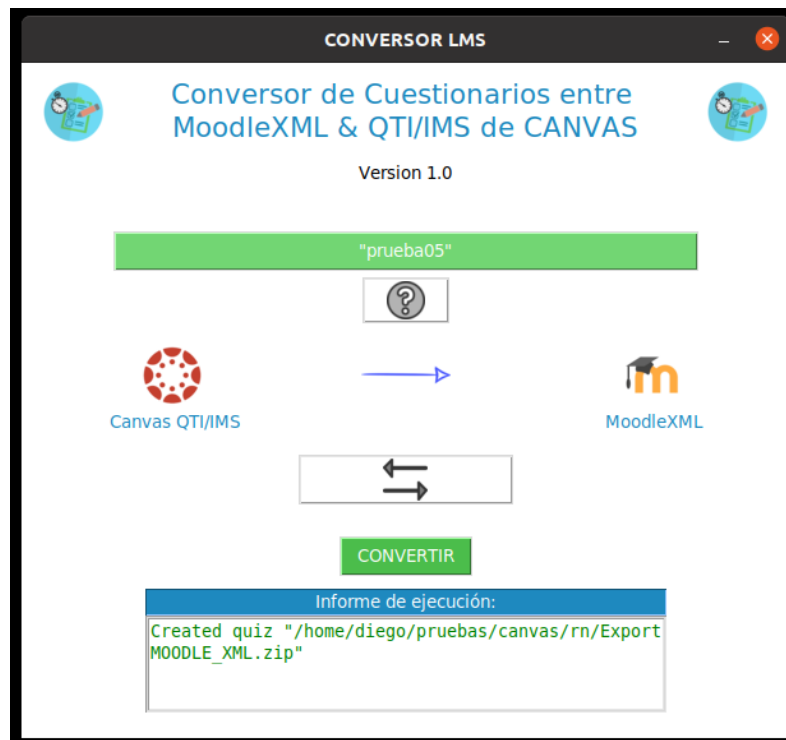 CONVERSOR LMS
Conversor de Cuestionarios entre
MoodleXML & QTI/IMS de CANVAS
Version 1.0
"prueba05"
Canvas QTI/IMS
MoodleXML
CONVERTIR
Informe de ejecución:
Created quiz "/home/diego/pruebas/canvas/rn/Export
MOODLE_XML.zip"